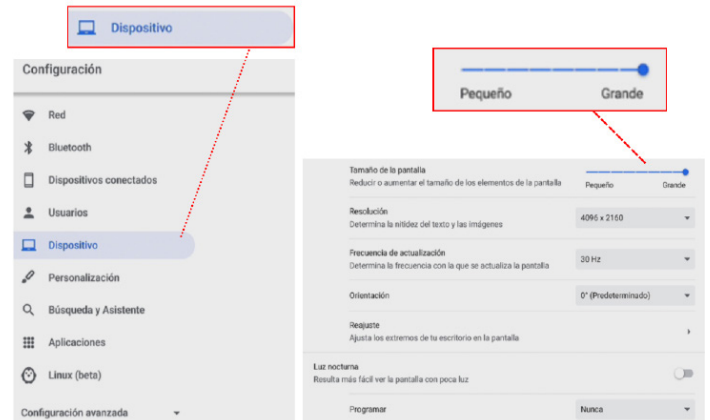 Dispositivo
Configuración
Red
Bluetooth
Dispositivos conectados
Usuarios
Dispositivo
Personalización
Búsqueda y Asistente
Aplicaciones
Linux (beta)
Configuración avanzada
Pequeño Grande
Tamaño de la pantalla
Reducir o aumentar el tamaño de los elementos de la pantalla
Pequeño Grande
Resolución
Determina la nitidez del texto y las imágenes
4096 x 2160
Frecuencia de actualización
Determina la frecuencia con la que se actualiza la pantalla
30 Hz
Orientación
0° (Predeterminado)
Reajuste
Ajusta los extremos de tu escritorio en la pantalla
Luz nocturna
Resulta más fácil ver la pantalla con poca luz
Programar
Nunca